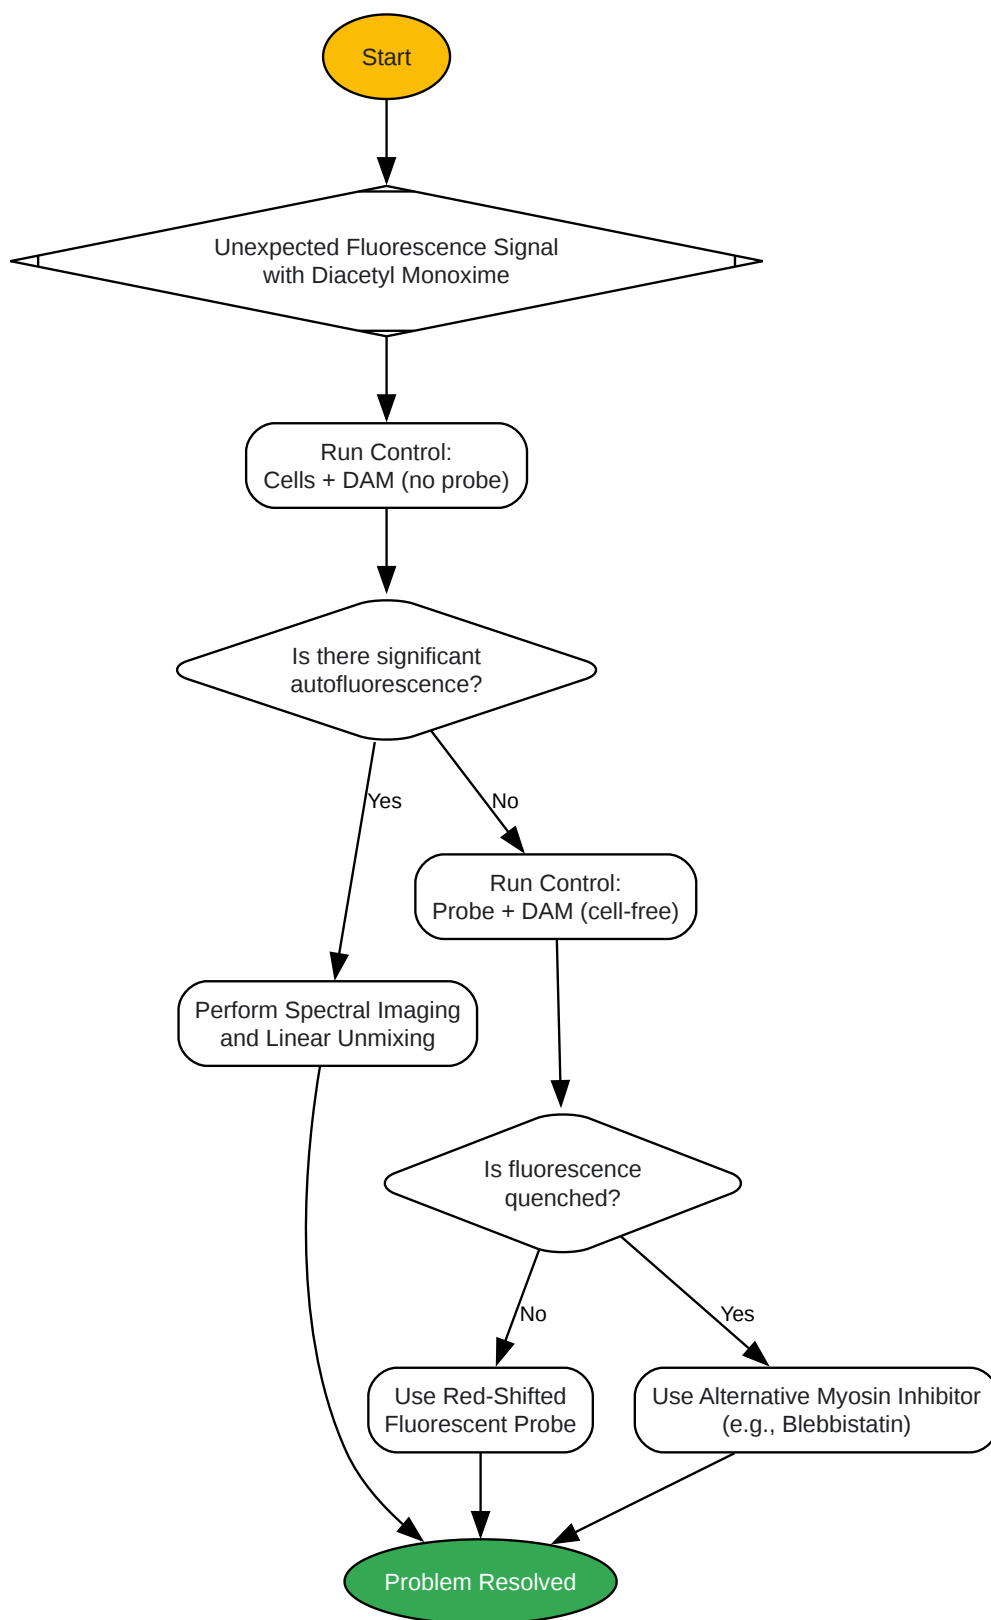 Start
Unexpected Fluorescence Signal
with Diacetyl Monoxime
Run Control:
Cells + DAM (no probe)
Is there significant
autofluorescence?
Yes
No
Run Control:
Probe + DAM (cell-free)
Perform Spectral Imaging
and Linear Unmixing
Is fluorescence
quenched?
No
Yes
Use Red-Shifted
Fluorescent Probe
Use Alternative Myosin Inhibitor
(e.g., Blebbistatin)
Problem Resolved